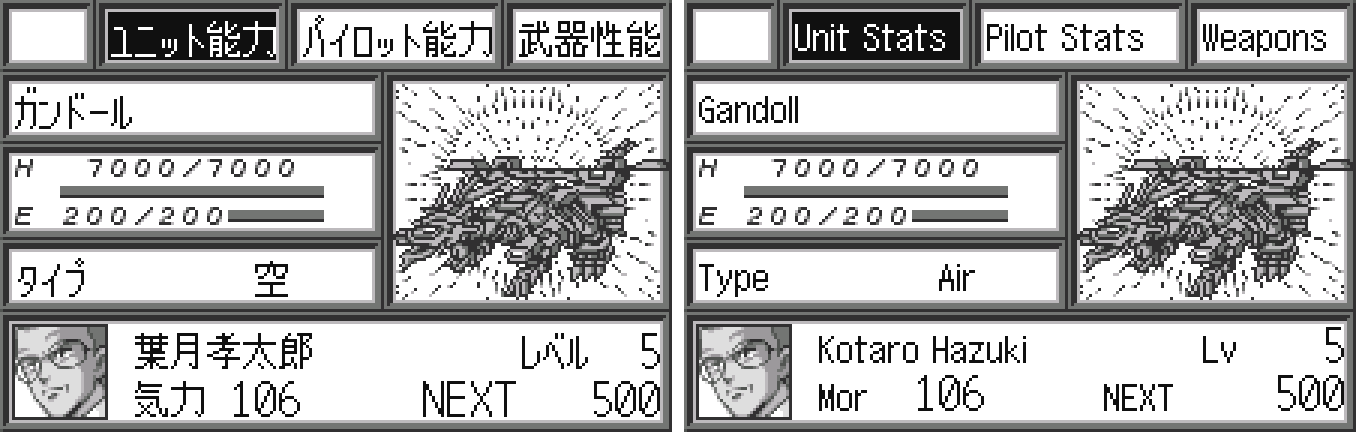 ユニット能力 パイロット能力 武器性能
ガンドール
H 7000/7000
E 200/200
タイプ 空
葉月孝太郎 レベル 5
気力 106 NEXT 500
Unit Stats Pilot Stats Weapons
Gandoll
H 7000/7000
E 200/200
Type Air
Kotaro Hazuki Lv 5
Mor 106 NEXT 500